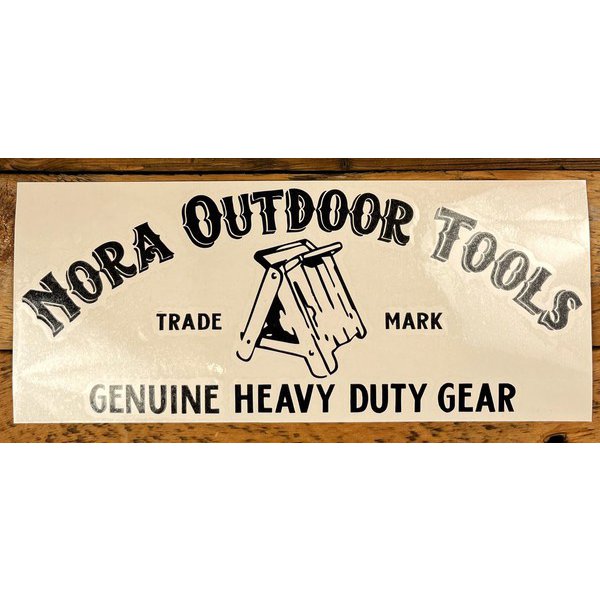 NORA OUTDOOR TOOLS
TRADE MARK
GENUINE HEAVY DUTY GEAR